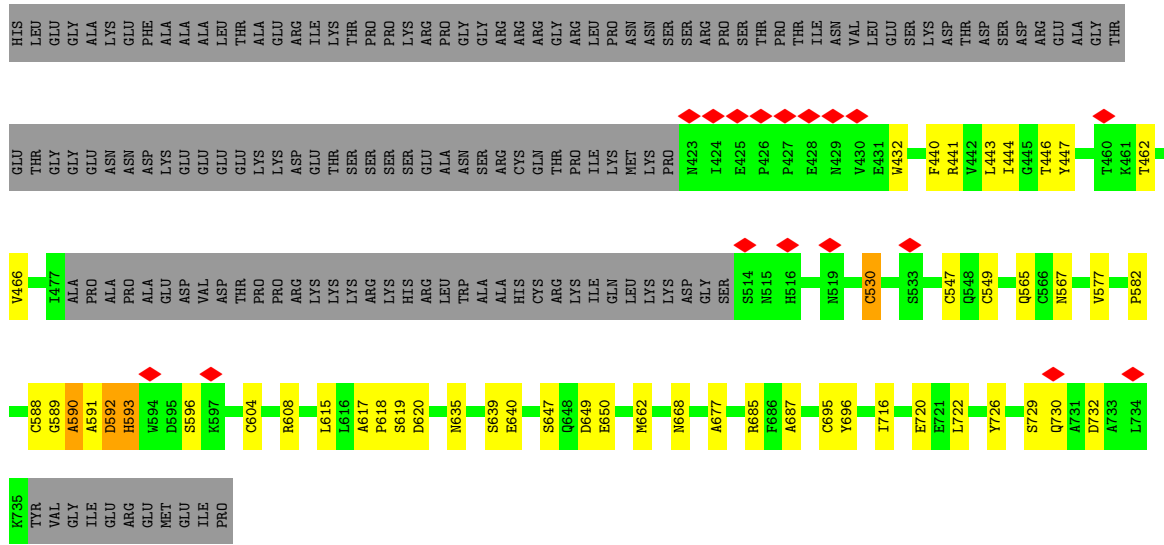 HIS LEU GLU GLY ALA LYS GLU PHE ALA ALA ALA LEU THR ALA GLU ARG ILE LYS THR PRO PRO LYS ARG PRO GLY GLY ARG ARG ARG GLY ARG LEU PRO ASN ASN SER SER ARG PRO SER THR PRO THR ILE ASN VAL LEU GLU SER LYS ASP THR ASP SER ASP ARG GLU ALA GLY THR
GLU THR GLY GLY GLU ASN ASN ASP LYS GLU GLU GLU GLU LYS LYS ASP GLU THR SER SER SER SER GLU ALA ASN SER ARG CYS GLN THR PRO ILE LYS MET LYS PRO N423 I424 E425 P426 P427 E428 N429 V430 E431 W432 F440 R441 V442 L443 I444 G445 T446 Y447 T460 K461 T462
V466 I477 ALA PRO ALA PRO ALA GLU ASP VAL ASP THR PRO PRO ARG LYS LYS LYS ARG LYS HIS ARG LEU TRP ALA ALA HIS CYS ARG LYS ILE GLN LEU LYS LYS ASP GLY SER S514 N515 H516 N519 C530 S533 C547 Q548 C549 Q565 C566 N567 V577 P582
C588 G589 A590 A591 D592 H593 W594 D595 S596 K597 C604 R608 L615 L616 A617 P618 S619 D620 N635 S639 E640 S647 Q648 D649 E650 M662 N668 A677 R685 F686 A687 C695 Y696 I716 E720 E721 L722 Y726 S729 Q730 A731 D732 A733 L734
K735 TYR VAL GLY ILE GLU ARG GLU MET GLU ILE PRO